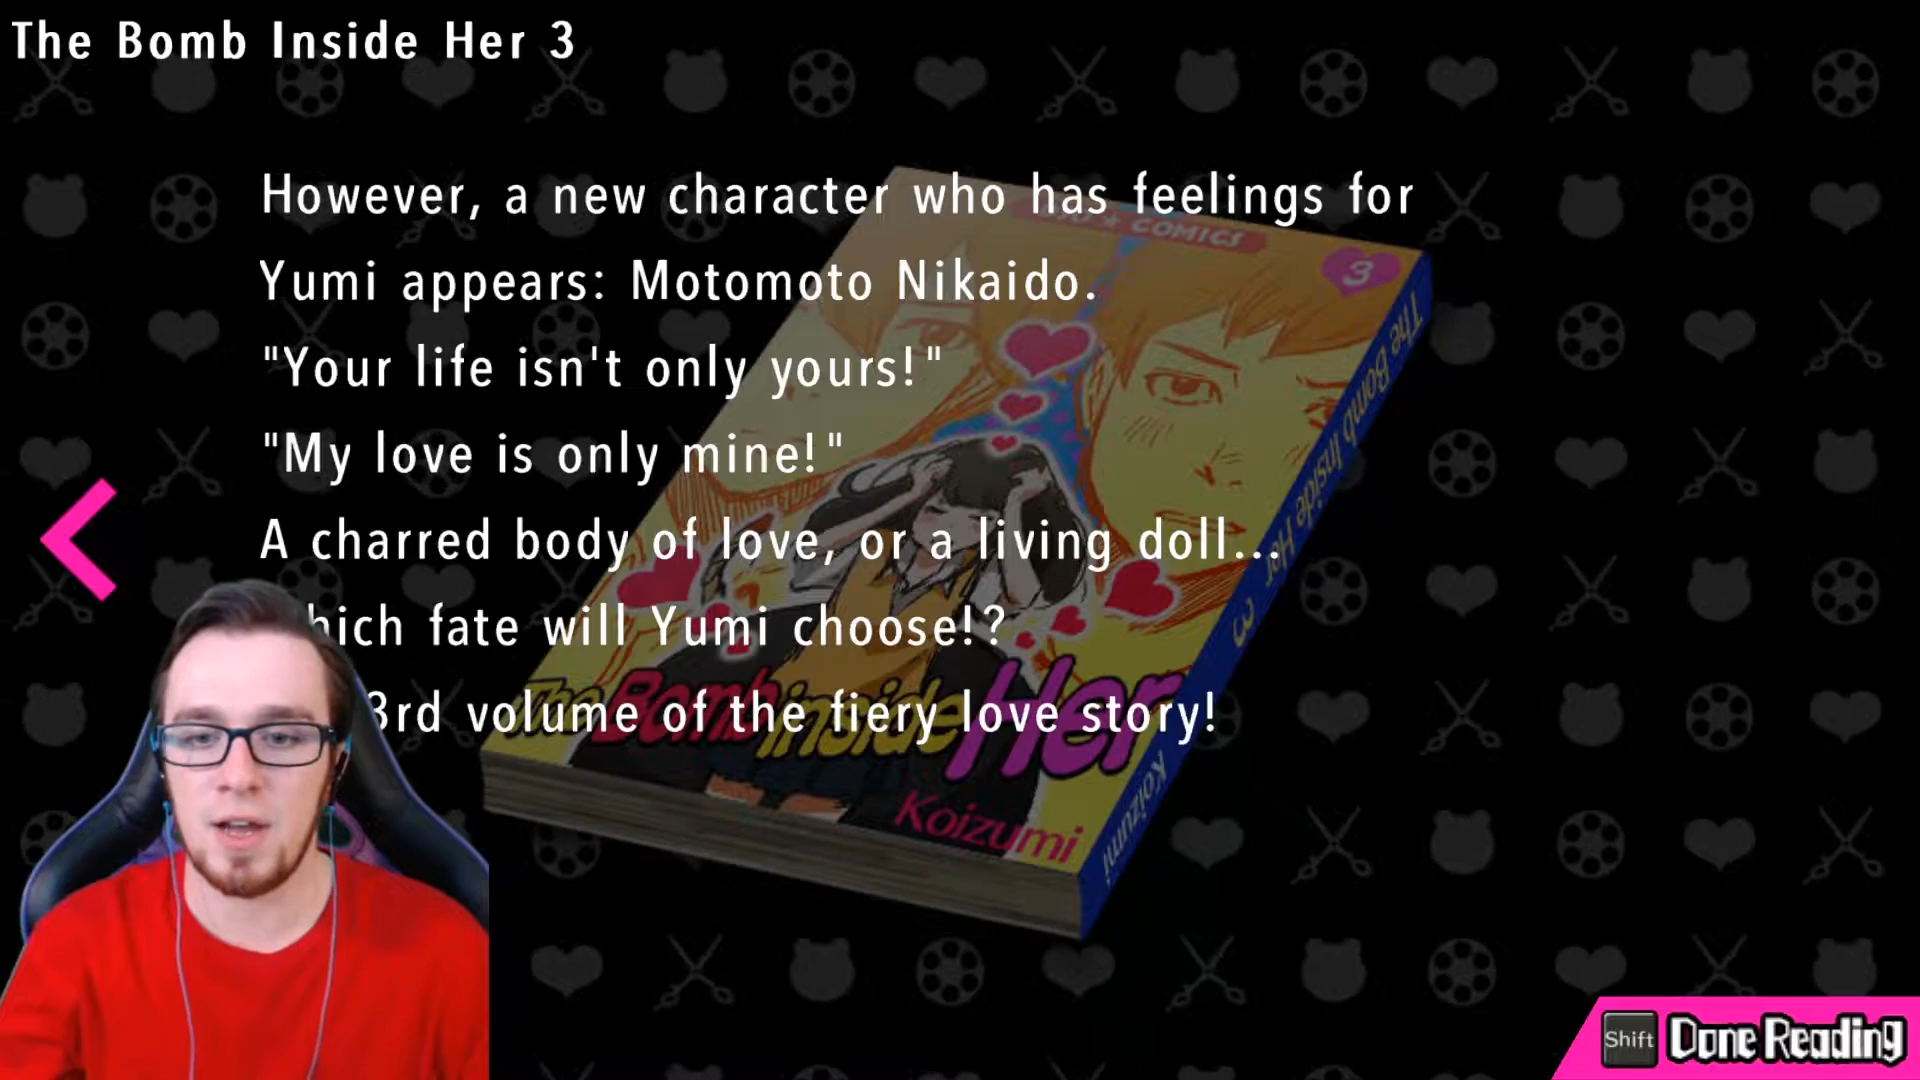 The Bomb Inside Her 3
However, a new character who has feelings for
Yumi appears: Motomoto Nikaido.
"Your life isn't only yours!"
"My love is only mine!"
A charred body of love, or a living doll...
fate will Yumi choose!?
3rd volume of the fiery love story!
COMICS
3
The Bomb Inside Her
Koizumi
The Bomb Inside Her 3
Koizumi
Shift Done Reading